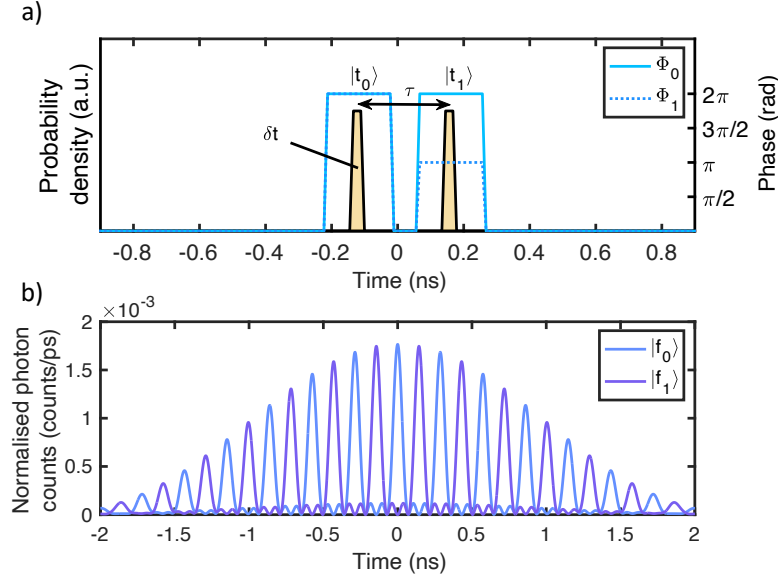 a)
|t₀⟩
|t₁⟩
τ
δt
Φ₀
Φ₁
Probability
density (a.u.)
2π
3π/2
π
π/2
Phase (rad)
-0.8 -0.6 -0.4 -0.2 0 0.2 0.4 0.6 0.8
Time (ns)
b)
×10⁻³
2
1.5
1
0.5
0
Normalised photon
counts (counts/ps)
|f₀⟩
|f₁⟩
-2 -1.5 -1 -0.5 0 0.5 1 1.5 2
Time (ns)